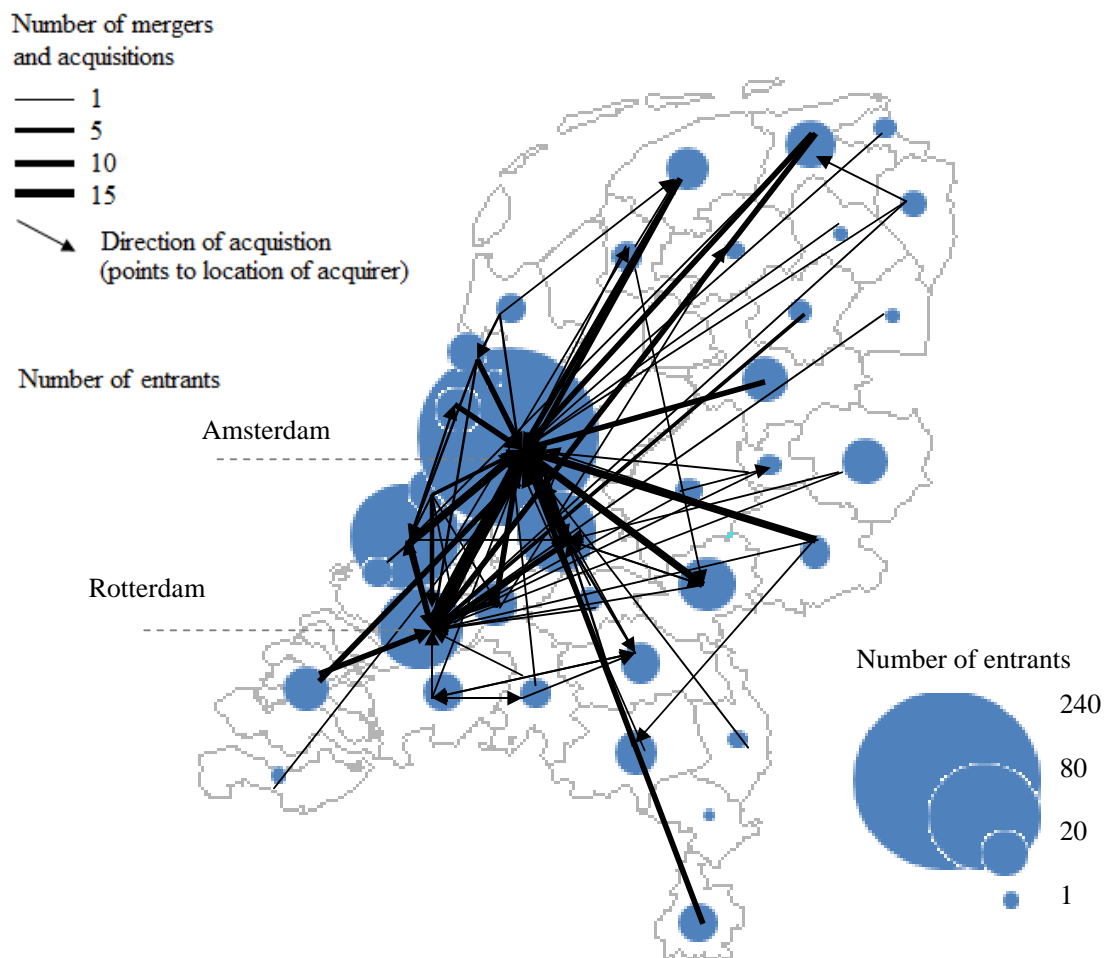 Number of mergers
and acquisitions
1
5
10
15
Direction of acquistion
(points to location of acquirer)
Number of entrants
Amsterdam
Rotterdam
Number of entrants
240
80
20
1